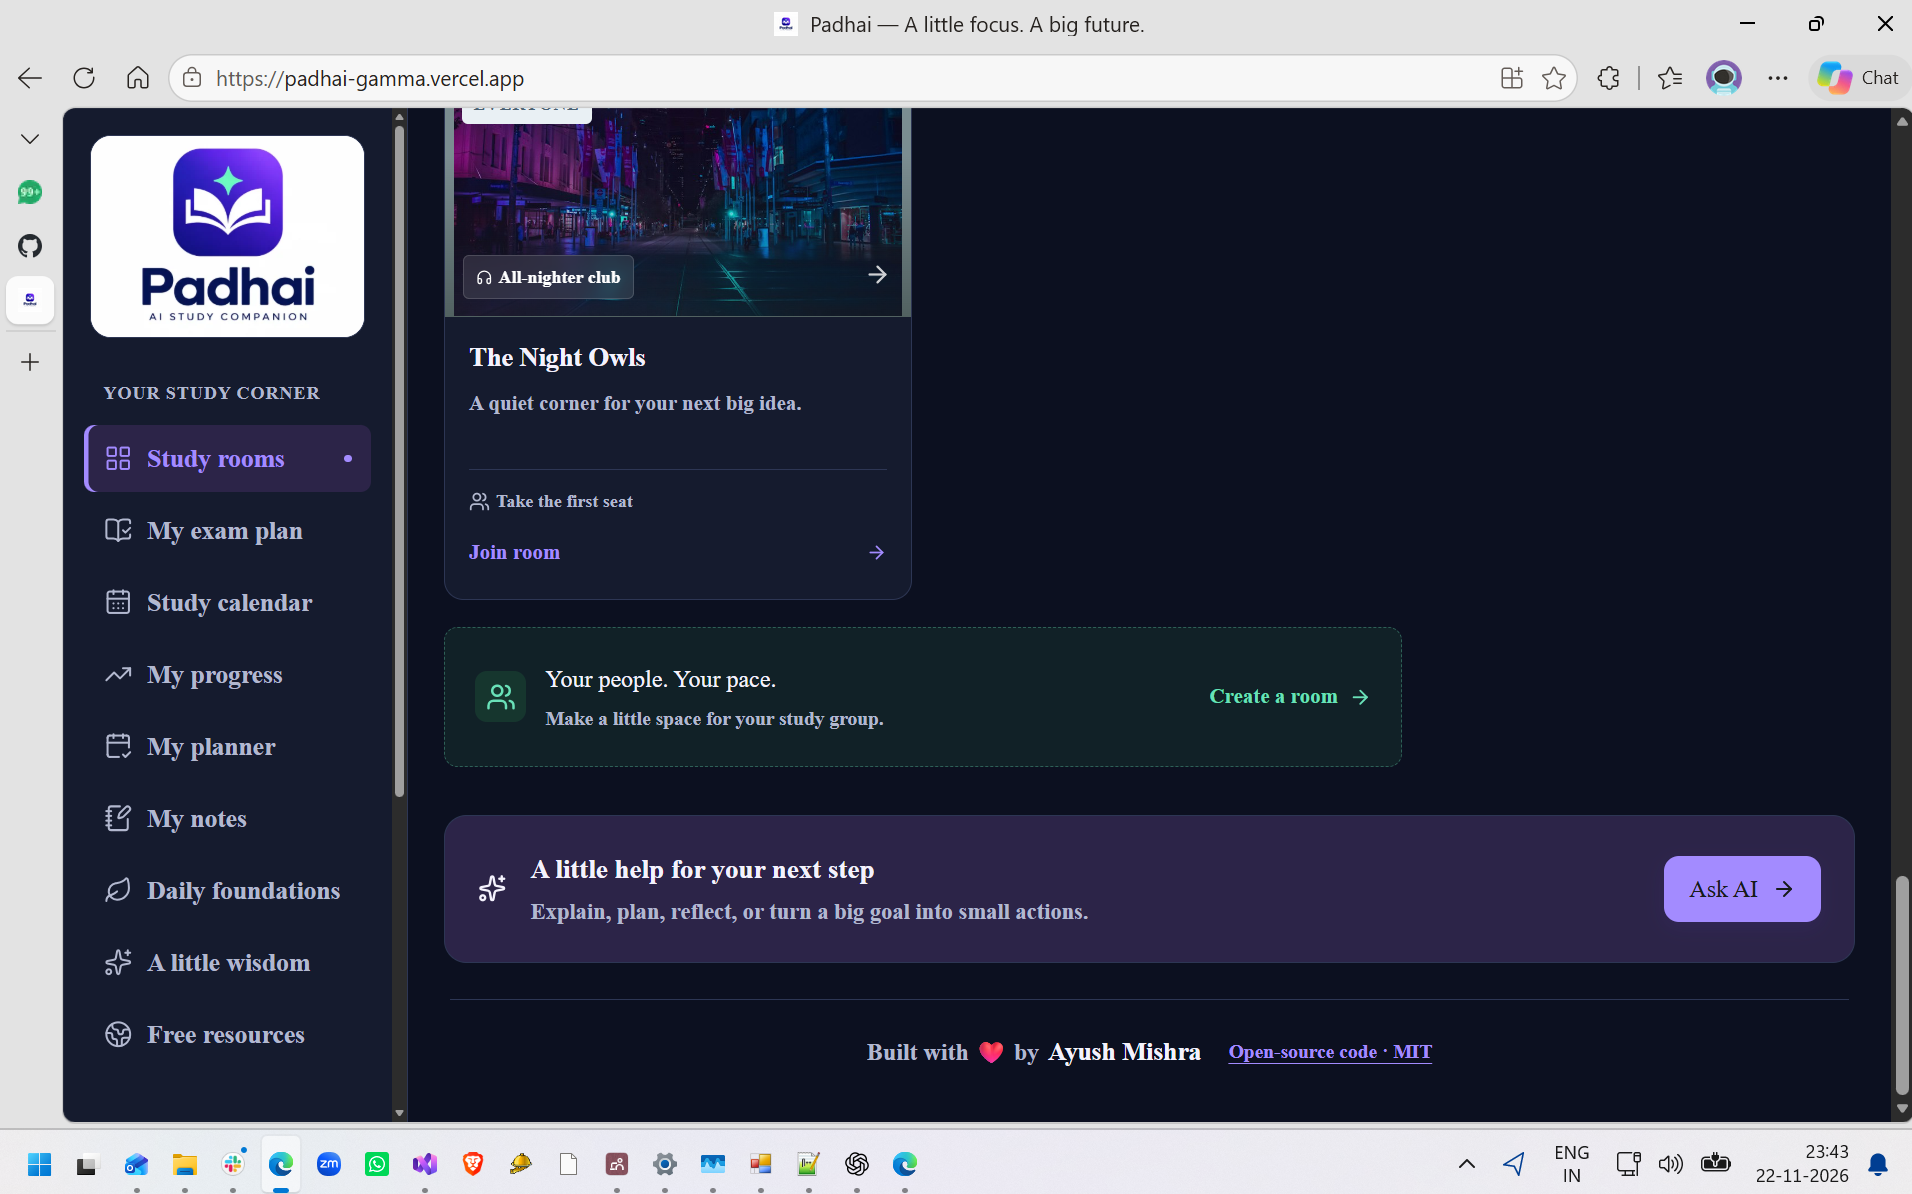 Padhai — A little focus. A big future.
https://padhai-gamma.vercel.app
Chat
99+
Padhai
AI STUDY COMPANION
YOUR STUDY CORNER
Study rooms
My exam plan
Study calendar
My progress
My planner
My notes
Daily foundations
A little wisdom
Free resources
EVERYONE
All-nighter club
The Night Owls
A quiet corner for your next big idea.
Take the first seat
Join room
Your people. Your pace.
Make a little space for your study group.
Create a room
A little help for your next step
Explain, plan, reflect, or turn a big goal into small actions.
Ask AI
Built with ❤️ by Ayush Mishra Open-source code · MIT
zm
ENG
IN
23:43
22-11-2026